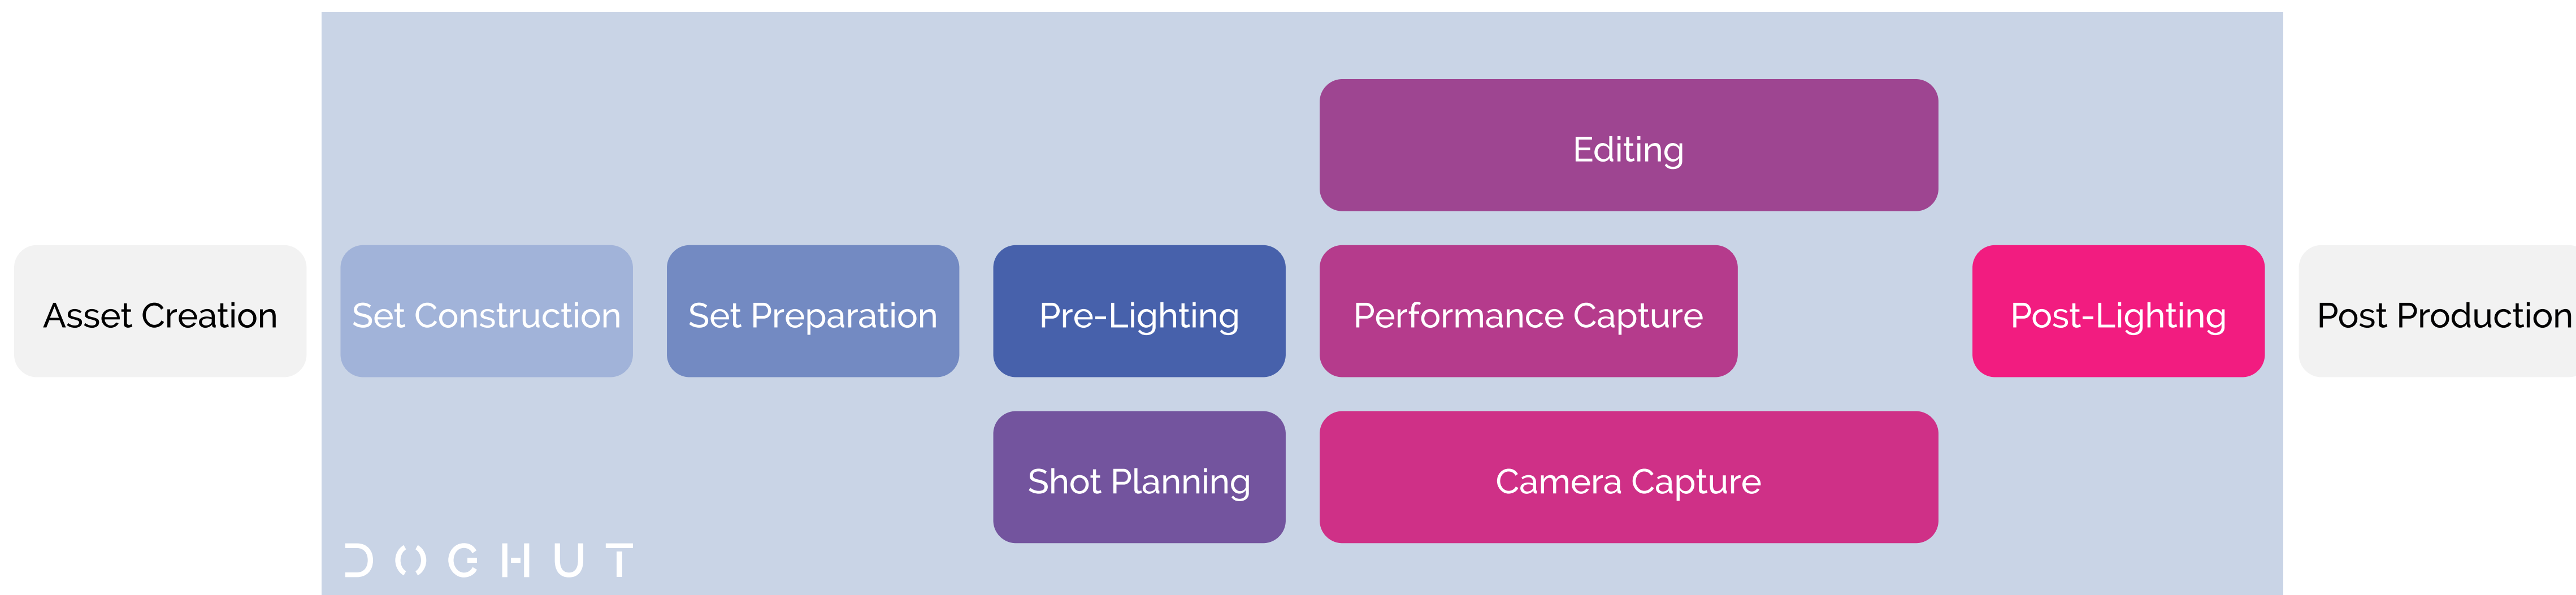 Asset Creation
Set Construction
Set Preparation
Pre-Lighting
Shot Planning
Editing
Performance Capture
Camera Capture
Post-Lighting
Post Production
DOGHUT